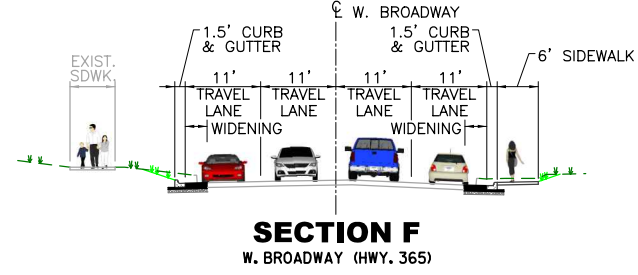 ℄ W. BROADWAY
1.5' CURB
& GUTTER
1.5' CURB
& GUTTER
6' SIDEWALK
EXIST.
SDWK
11'
TRAVEL
LANE
11'
TRAVEL
LANE
11'
TRAVEL
LANE
11'
TRAVEL
LANE
WIDENING
WIDENING
SECTION F
W. BROADWAY (HWY. 365)